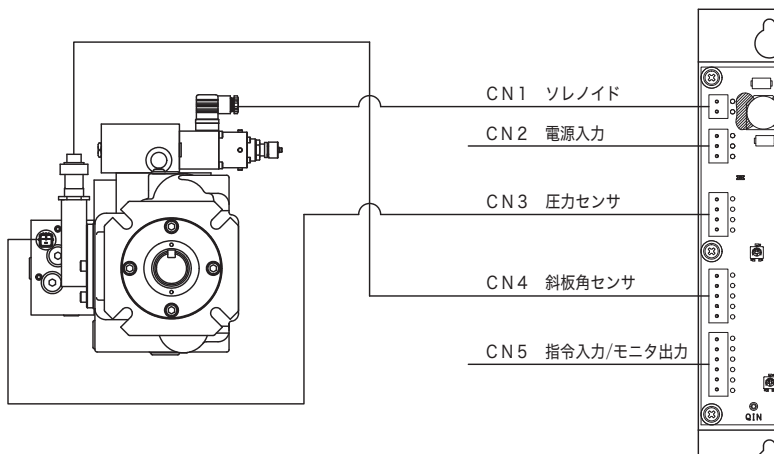 CN1 ソレノイド
CN2 電源入力
CN3 圧力センサ
CN4 斜板角センサ
CN5 指令入力/モニタ出力
QIN